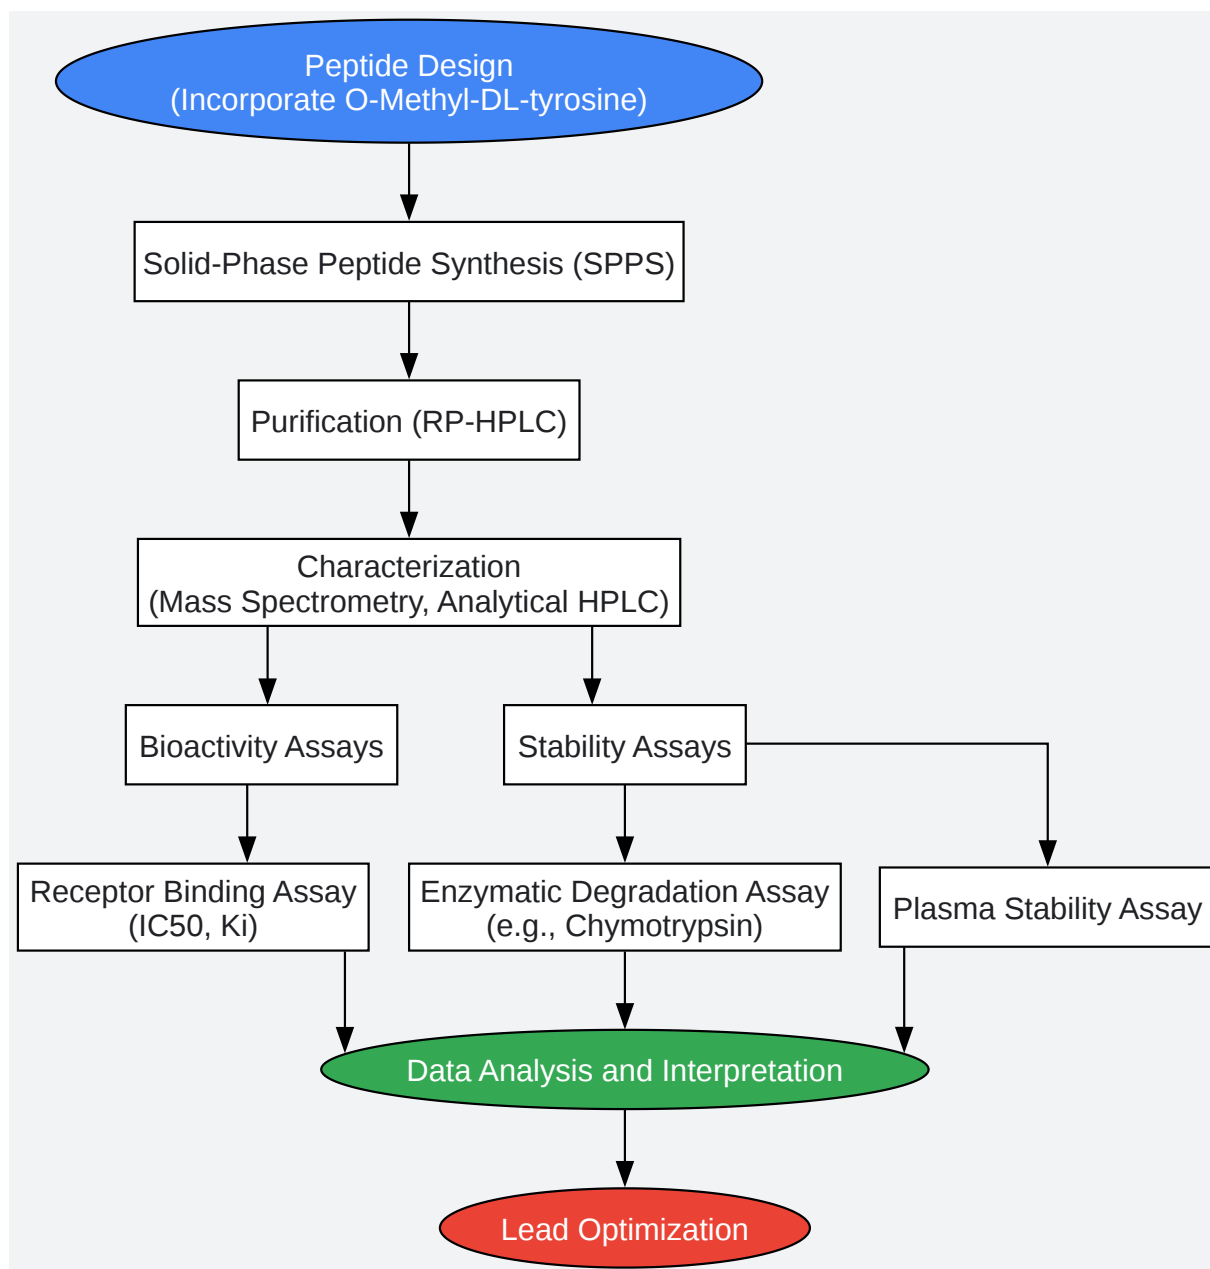 Peptide Design
(Incorporate O-Methyl-DL-tyrosine)
Solid-Phase Peptide Synthesis (SPPS)
Purification (RP-HPLC)
Characterization
(Mass Spectrometry, Analytical HPLC)
Bioactivity Assays
Stability Assays
Receptor Binding Assay
(IC50, Ki)
Enzymatic Degradation Assay
(e.g., Chymotrypsin)
Plasma Stability Assay
Data Analysis and Interpretation
Lead Optimization